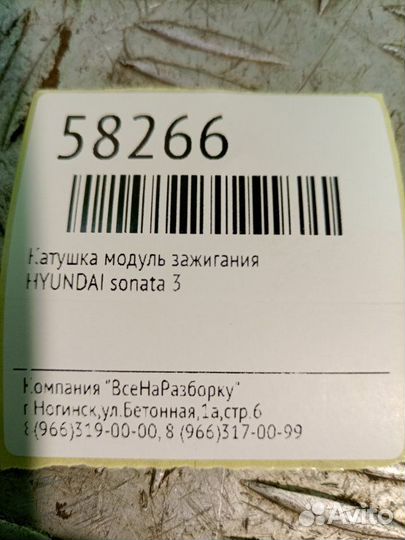 58266
Катушка модуль зажигания
HYUNDAI sonata 3
Компания "ВсеНаРазборку"
г Ногинск,ул.Бетонная,1а,стр.6
8(966)319-00-00, 8 (966)317-00-99
Avito